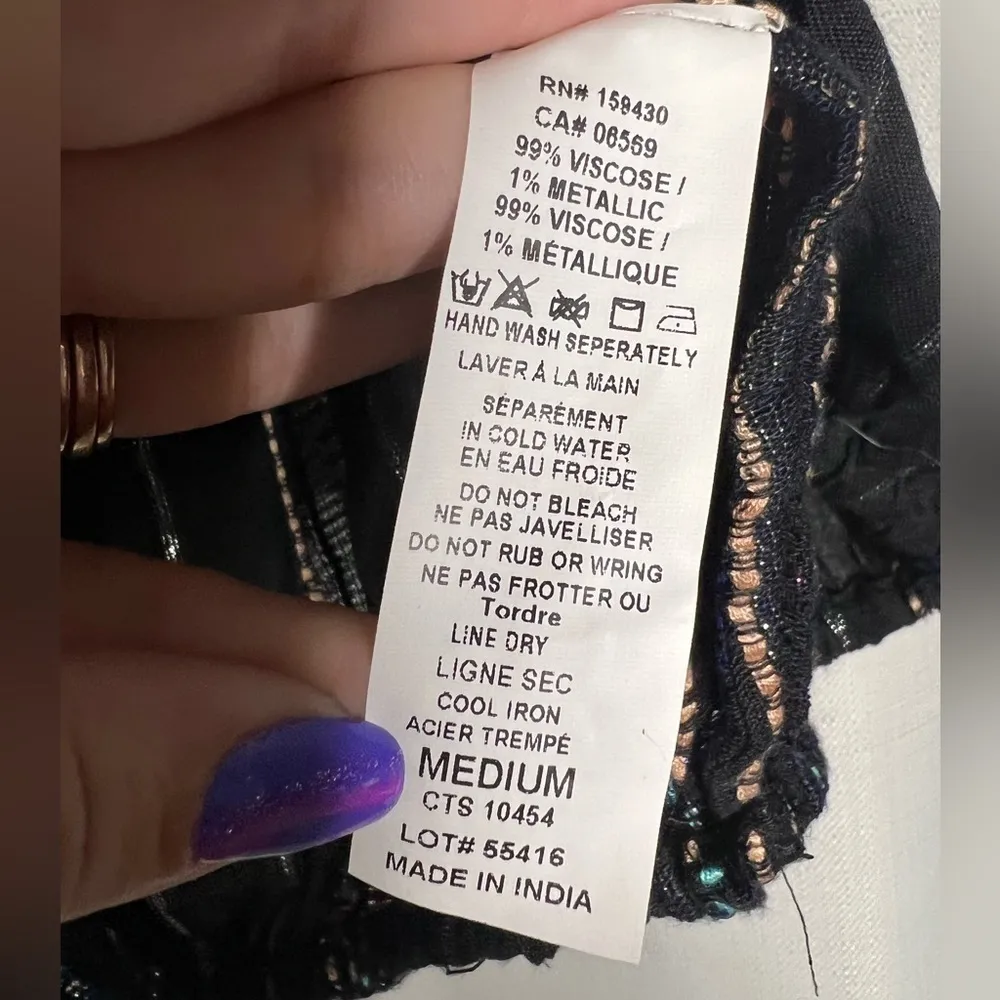 RN# 159430
CA# 06569
99% VISCOSE /
1% METALLIC
99% VISCOSE /
1% MÉTALLIQUE
HAND WASH SEPERATELY
LAVER À LA MAIN
SÉPARÉMENT
IN COLD WATER
EN EAU FROIDE
DO NOT BLEACH
NE PAS JAVELLISER
DO NOT RUB OR WRING
NE PAS FROTTER OU
Tordre
LINE DRY
LIGNE SEC
COOL IRON
ACIER TREMPÉ
MEDIUM
CTS 10454
LOT# 55416
MADE IN INDIA